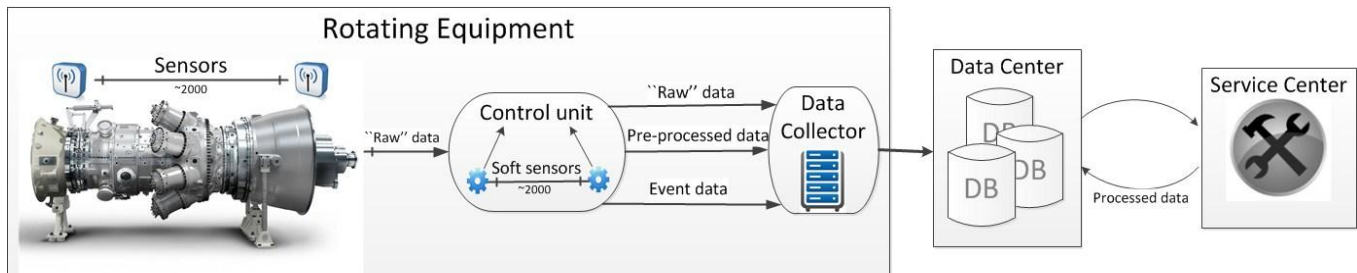 Rotating Equipment
Sensors
~2000
``Raw'' data
Control unit
Soft sensors
~2000
``Raw'' data
Pre-processed data
Event data
Data
Collector
Data Center
DB
DB
DB
Service Center
Processed data